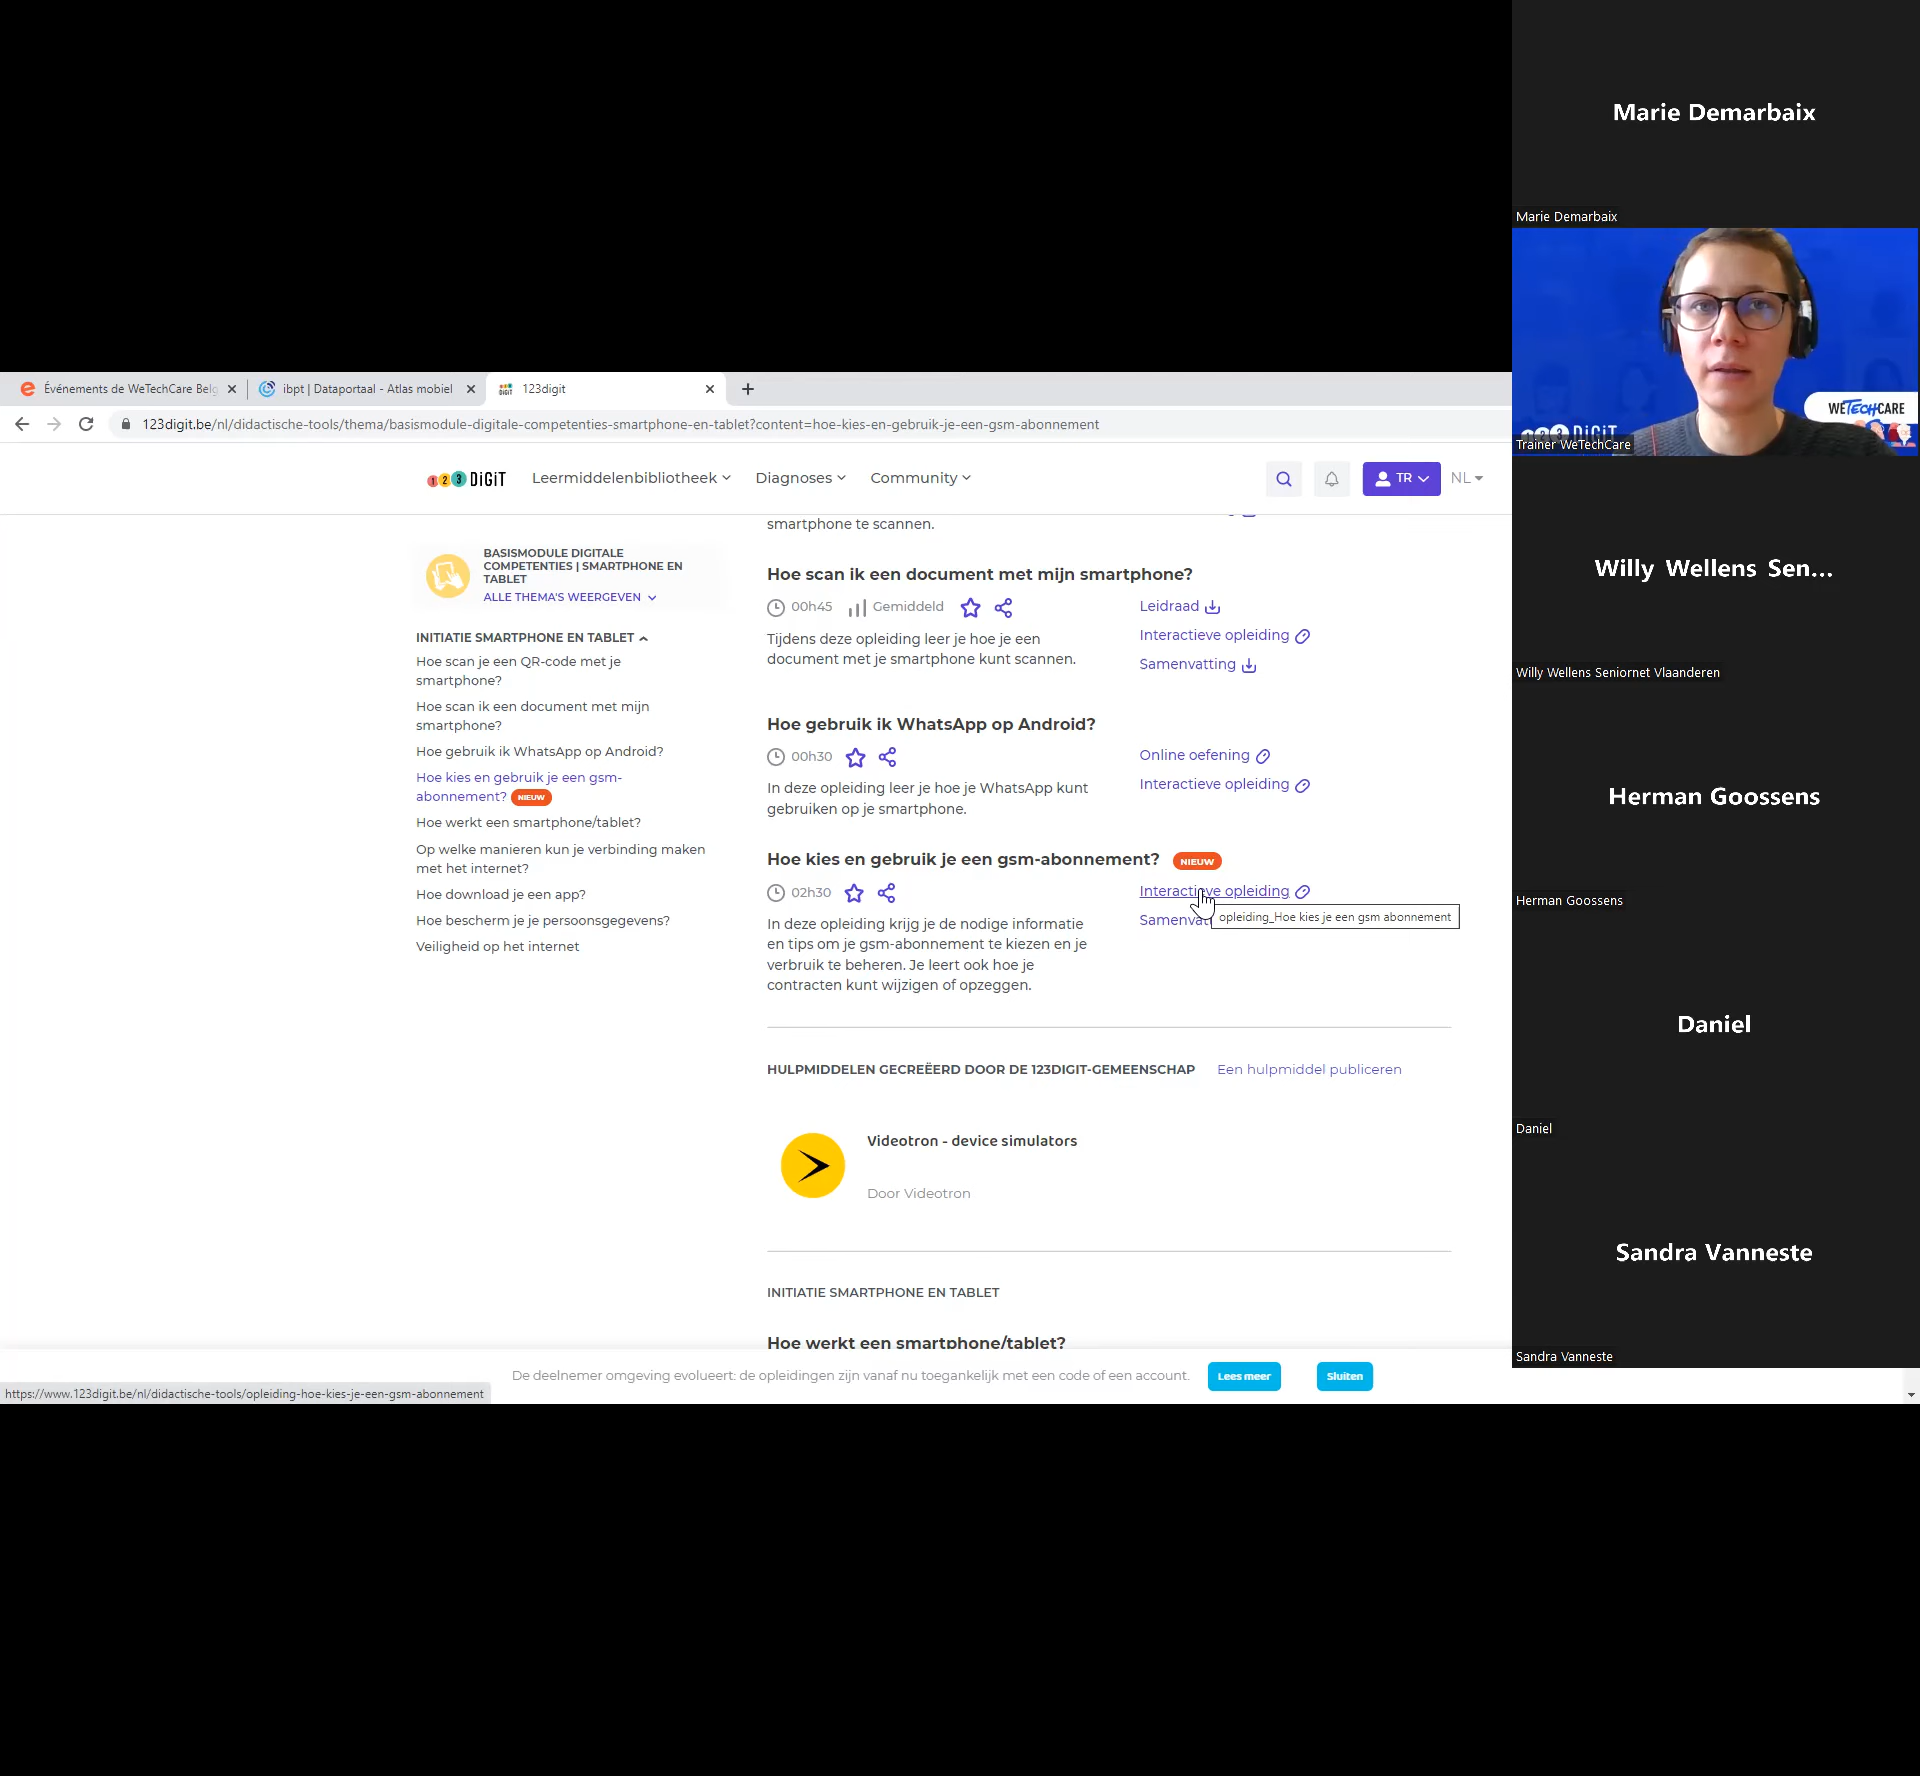 Marie Demarbaix
Marie Demarbaix
WETECHCARE
123 DiGiT
Trainer WeTechCare
Événements de WeTechCare Belg
ibpt | Dataportaal - Atlas mobiel
123digit
123digit.be/nl/didactische-tools/thema/basismodule-digitale-competenties-smartphone-en-tablet?content=hoe-kies-en-gebruik-je-een-gsm-abonnement
1 2 3 DiGiT
Leermiddelenbibliotheek
Diagnoses
Community
TR
NL
BASISMODULE DIGITALE
COMPETENTIES | SMARTPHONE EN
TABLET
ALLE THEMA'S WEERGEVEN
INITIATIE SMARTPHONE EN TABLET
Hoe scan je een QR-code met je
smartphone?
Hoe scan ik een document met mijn
smartphone?
Hoe gebruik ik WhatsApp op Android?
Hoe kies en gebruik je een gsm-
abonnement? NIEUW
Hoe werkt een smartphone/tablet?
Op welke manieren kun je verbinding maken
met het internet?
Hoe download je een app?
Hoe bescherm je je persoonsgegevens?
Veiligheid op het internet
smartphone te scannen.
Hoe scan ik een document met mijn smartphone?
00h45 Gemiddeld
Tijdens deze opleiding leer je hoe je een
document met je smartphone kunt scannen.
Leidraad
Interactieve opleiding
Samenvatting
Hoe gebruik ik WhatsApp op Android?
00h30
In deze opleiding leer je hoe je WhatsApp kunt
gebruiken op je smartphone.
Online oefening
Interactieve opleiding
Hoe kies en gebruik je een gsm-abonnement? NIEUW
02h30
In deze opleiding krijg je de nodige informatie
en tips om je gsm-abonnement te kiezen en je
verbruik te beheren. Je leert ook hoe je
contracten kunt wijzigen of opzeggen.
Interactieve opleiding
Samenvat
opleiding_Hoe kies je een gsm abonnement
HULPMIDDELEN GECREËERD DOOR DE 123DIGIT-GEMEENSCHAP
Een hulpmiddel publiceren
Videotron - device simulators
Door Videotron
INITIATIE SMARTPHONE EN TABLET
Hoe werkt een smartphone/tablet?
De deelnemer omgeving evolueert: de opleidingen zijn vanaf nu toegankelijk met een code of een account.
Lees meer
Sluiten
https://www.123digit.be/nl/didactische-tools/opleiding-hoe-kies-je-een-gsm-abonnement
Willy Wellens Sen...
Willy Wellens Seniornet Vlaanderen
Herman Goossens
Herman Goossens
Daniel
Daniel
Sandra Vanneste
Sandra Vanneste